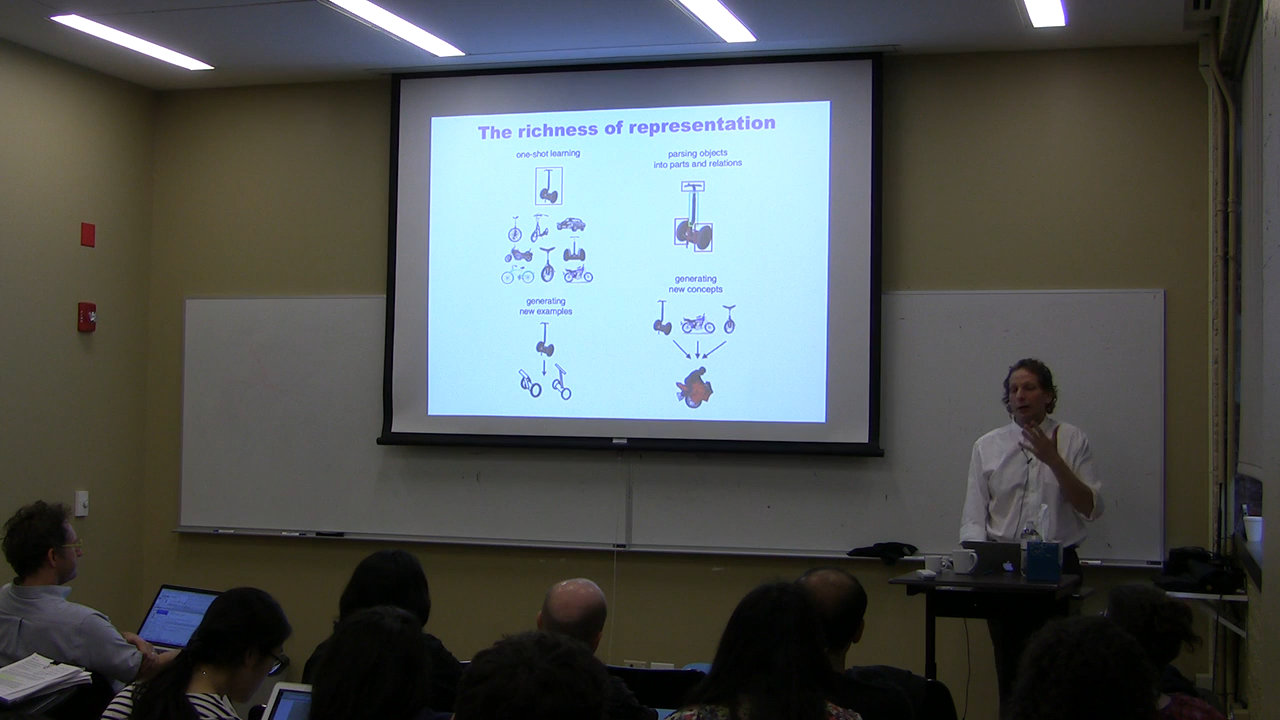 The richness of representation
one-shot learning
parsing objects
into parts and relations
generating
new examples
generating
new concepts